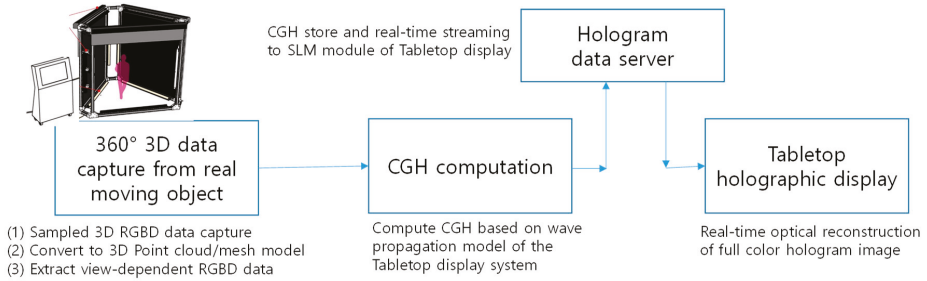 CGH store and real-time streaming
to SLM module of Tabletop display
Hologram
data server
360° 3D data
capture from real
moving object
CGH computation
Tabletop
holographic display
(1) Sampled 3D RGBD data capture
(2) Convert to 3D Point cloud/mesh model
(3) Extract view-dependent RGBD data
Compute CGH based on wave
propagation model of the
Tabletop display system
Real-time optical reconstruction
of full color hologram image